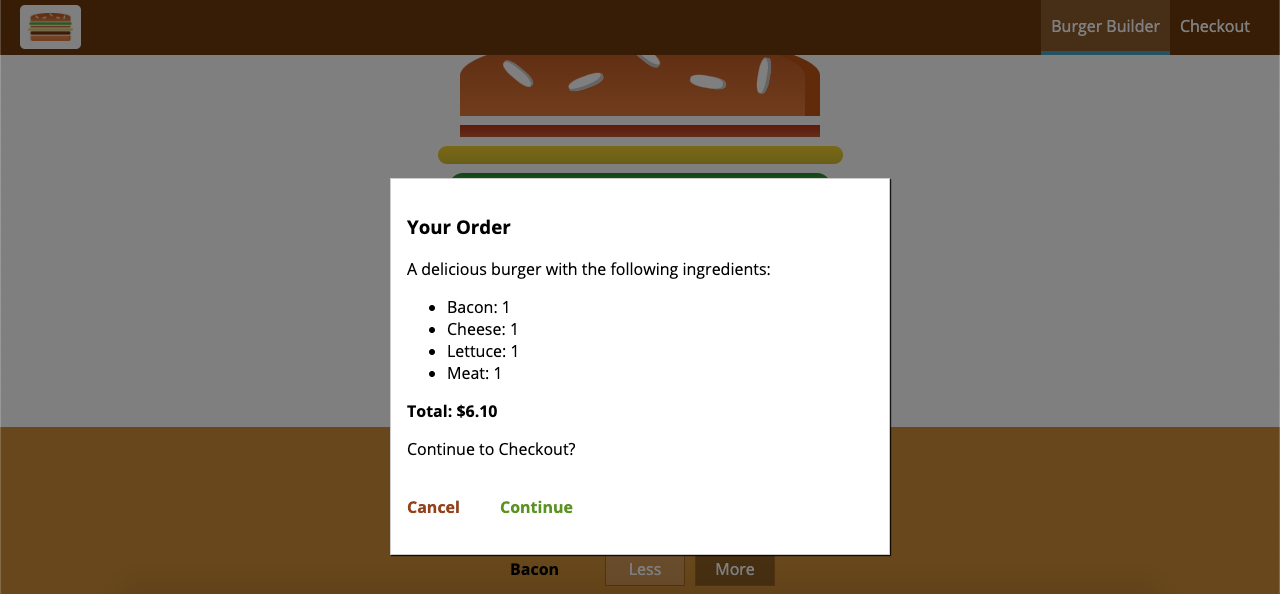 Burger Builder Checkout
Your Order
A delicious burger with the following ingredients:
Bacon: 1
Cheese: 1
Lettuce: 1
Meat: 1
Total: $6.10
Continue to Checkout?
Cancel Continue
Bacon Less More